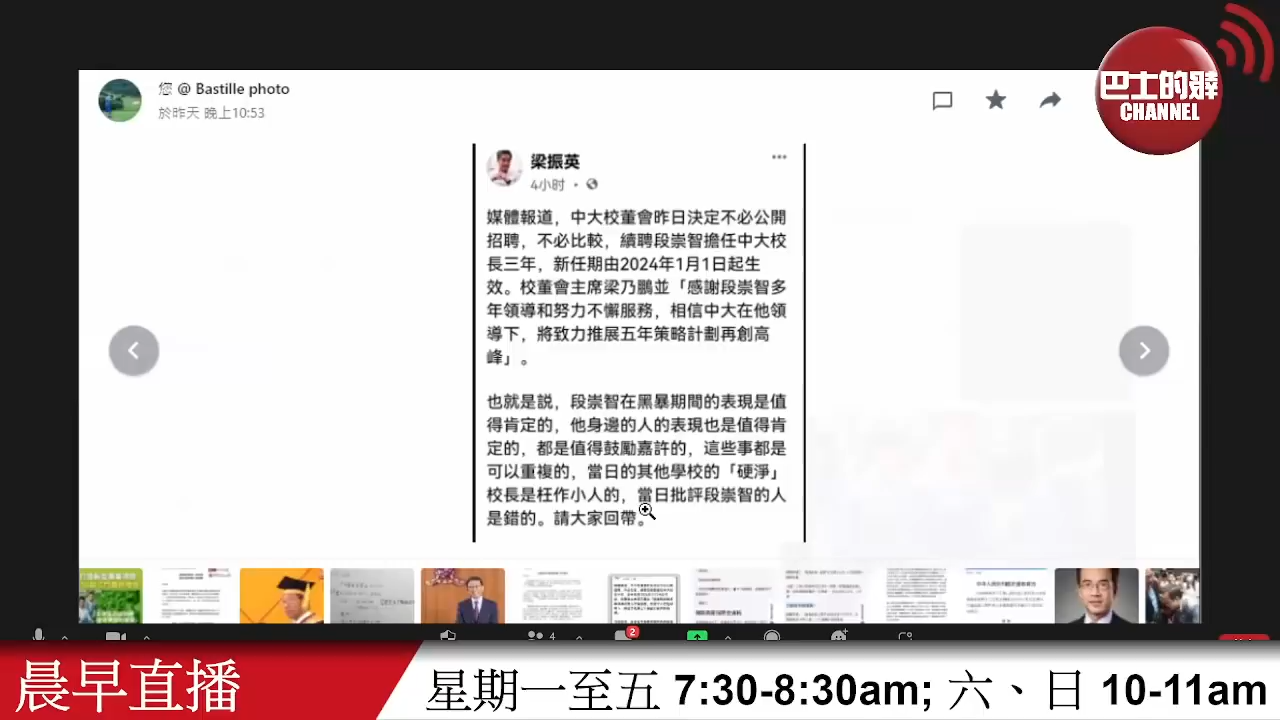 您 @ Bastille photo
於昨天 晚上10:53
巴士的報
CHANNEL
梁振英
4小时
媒體報道，中大校董會昨日決定不必公開
招聘，不必比較，續聘段崇智擔任中大校
長三年，新任期由2024年1月1日起生
效。校董會主席梁乃鵬並「感謝段崇智多
年領導和努力不懈服務，相信中大在他領
導下，將致力推展五年策略計劃再創高
峰」。
也就是説，段崇智在黑暴期間的表現是值
得肯定的，他身邊的人的表現也是值得肯
定的，都是值得鼓勵嘉許的，這些事都是
可以重複的，當日的其他學校的「硬淨」
校長是枉作小人的，當日批評段崇智的人
是錯的。請大家回帶。
4
2
晨早直播
星期一至五 7:30-8:30am; 六、日 10-11am